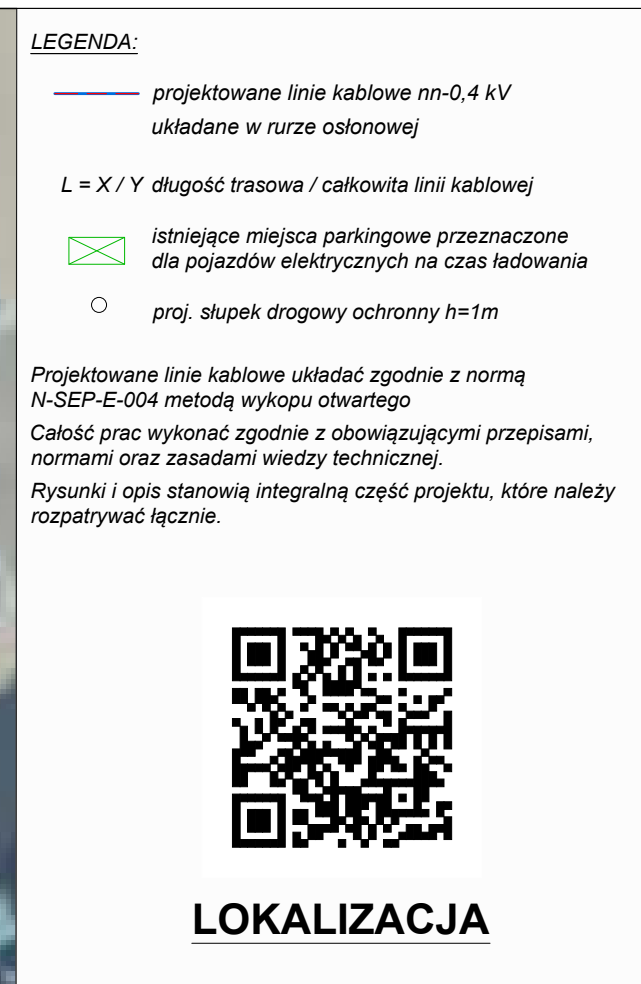 LEGENDA:
projektowane linie kablowe nn-0,4 kV
układane w rurze osłonowej
L = X / Y długość trasowa / całkowita linii kablowej
istniejące miejsca parkingowe przeznaczone
dla pojazdów elektrycznych na czas ładowania
proj. słupek drogowy ochronny h=1m
Projektowane linie kablowe układać zgodnie z normą
N-SEP-E-004 metodą wykopu otwartego
Całość prac wykonać zgodnie z obowiązującymi przepisami,
normami oraz zasadami wiedzy technicznej.
Rysunki i opis stanowią integralną część projektu, które należy
rozpatrywać łącznie.
LOKALIZACJA